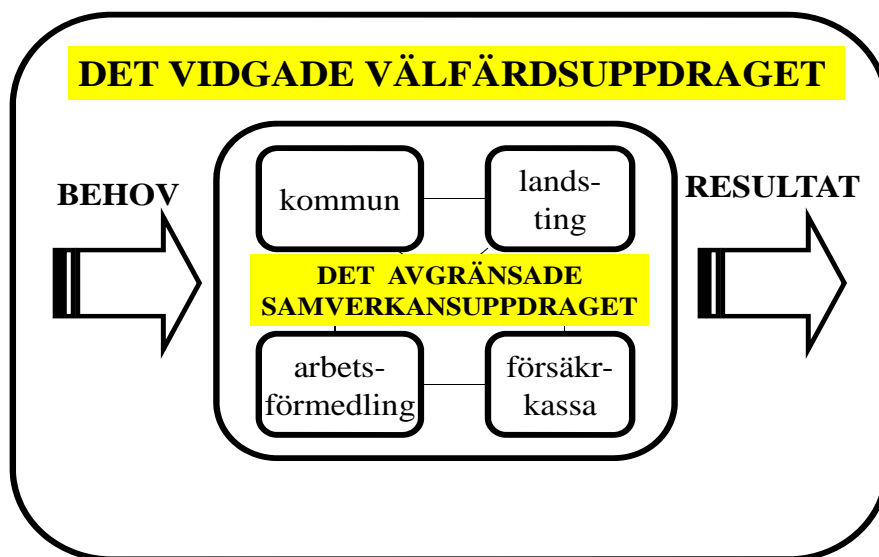 DET VIDGADE VÄLFÄRDSUPPDRAGET
BEHOV
kommun
lands-
ting
RESULTAT
DET AVGRÄNSADE
SAMVERKANSUPPDRAGET
arbets-
förmedling
försäkr-
kassa